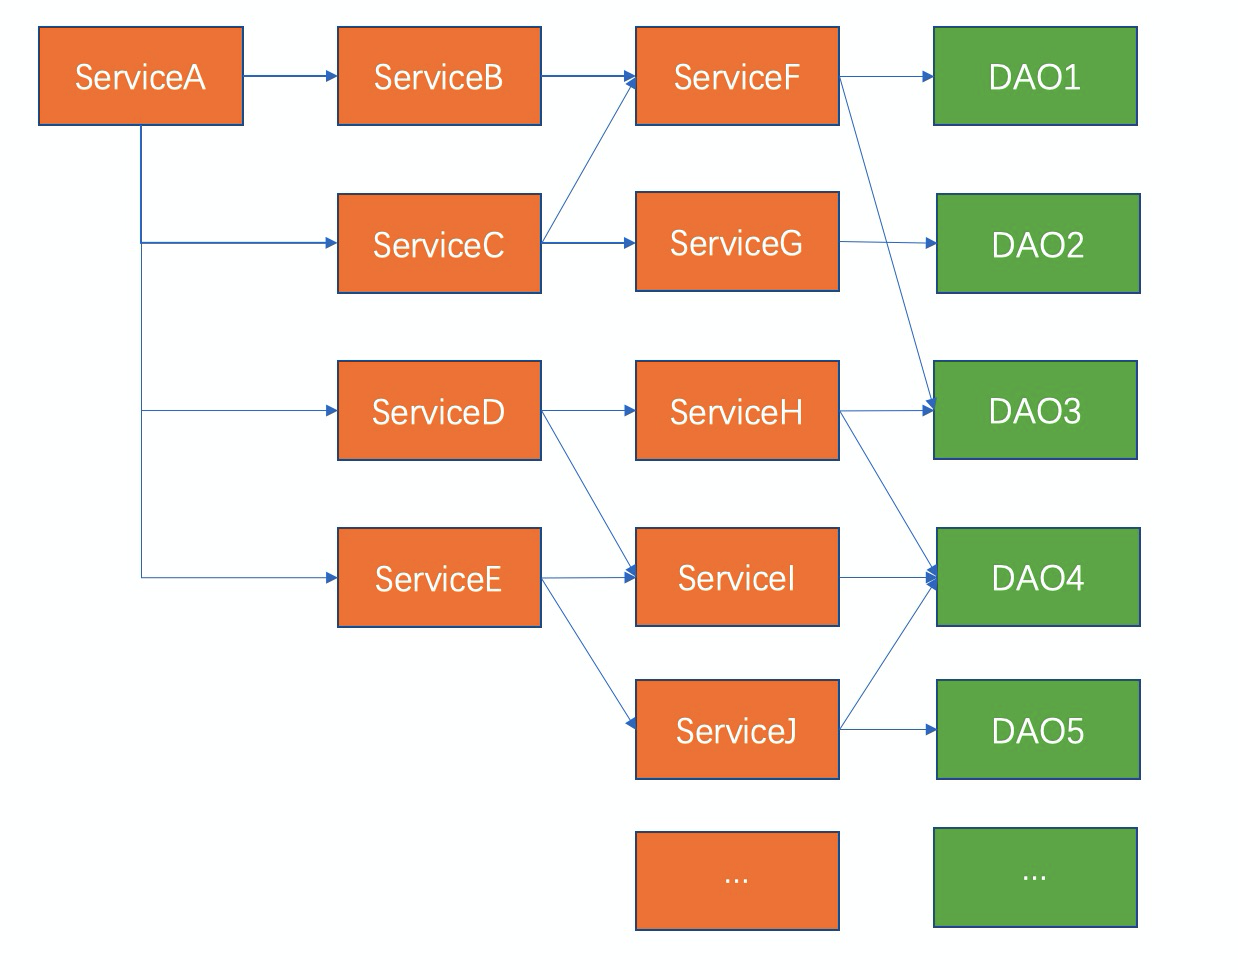 ServiceA
ServiceB
ServiceF
DAO1
ServiceC
ServiceG
DAO2
ServiceD
ServiceH
DAO3
ServiceE
ServiceI
DAO4
ServiceJ
DAO5
...
...